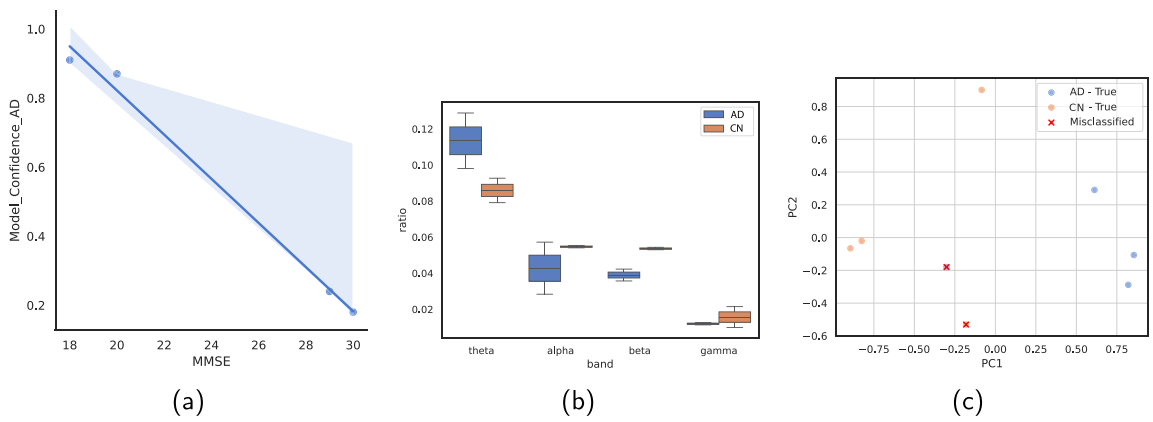 1.0
0.8
0.6
0.4
0.2
Model_Confidence_AD
18 20 22 24 26 28 30
MMSE
(a)
0.12
0.10
0.08
0.06
0.04
0.02
ratio
AD
CN
theta alpha beta gamma
band
(b)
0.8
0.6
0.4
0.2
0.0
−0.2
−0.4
−0.6
PC2
AD - True
CN - True
Misclassified
−0.75 −0.50 −0.25 0.00 0.25 0.50 0.75
PC1
(c)